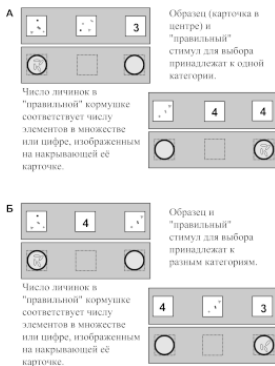 А
3
Образец (карточка в
центре) и
"правильный"
стимул для выбора
принадлежат к одной
категории.
Число личинок в
"правильной" кормушке
соответствует числу
элементов в множестве
или цифре, изображенным
на накрывающей её
карточке.
4 4
Б
4
Образец и
"правильный"
стимул для выбора
принадлежат к
разным категориям.
Число личинок в
"правильной" кормушке
соответствует числу
элементов в множестве
или цифре, изображенным
на накрывающей её
карточке.
4 3